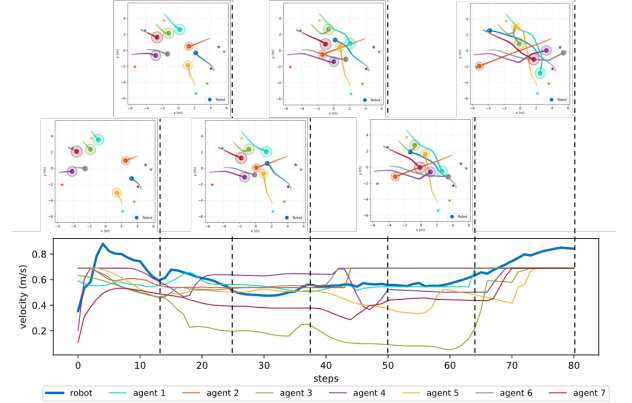 Robot
Robot
Robot
x (m)
x (m)
x (m)
Robot
Robot
Robot
x (m)
x (m)
x (m)
0.8
0.6
0.4
0.2
velocity (m/s)
0 10 20 30 40 50 60 70 80
steps
robot agent 1 agent 2 agent 3 agent 4 agent 5 agent 6 agent 7